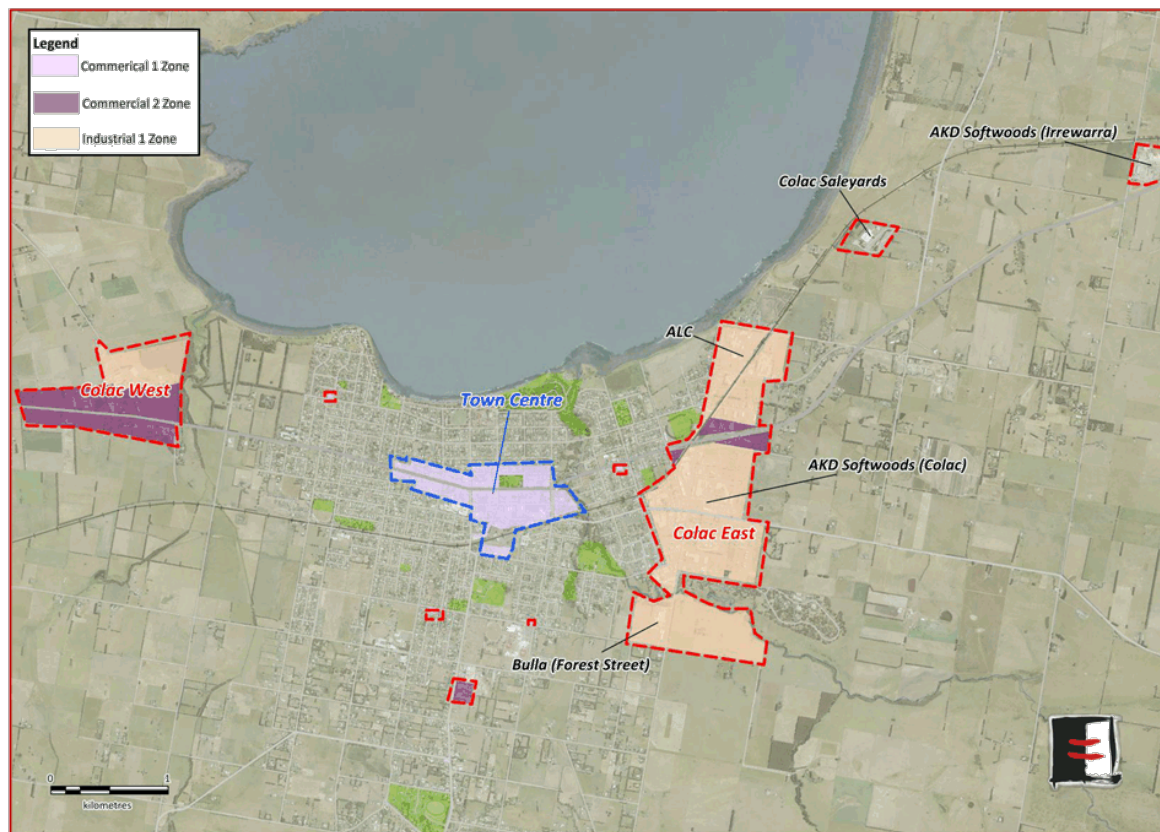 Legend
Commerical 1 Zone
Commercial 2 Zone
Industrial 1 Zone
AKD Softwoods (Irrewarra)
Colac Saleyards
ALC
Colac West
Town Centre
AKD Softwoods (Colac)
Colac East
Bulla (Forest Street)
0 1
kilometres